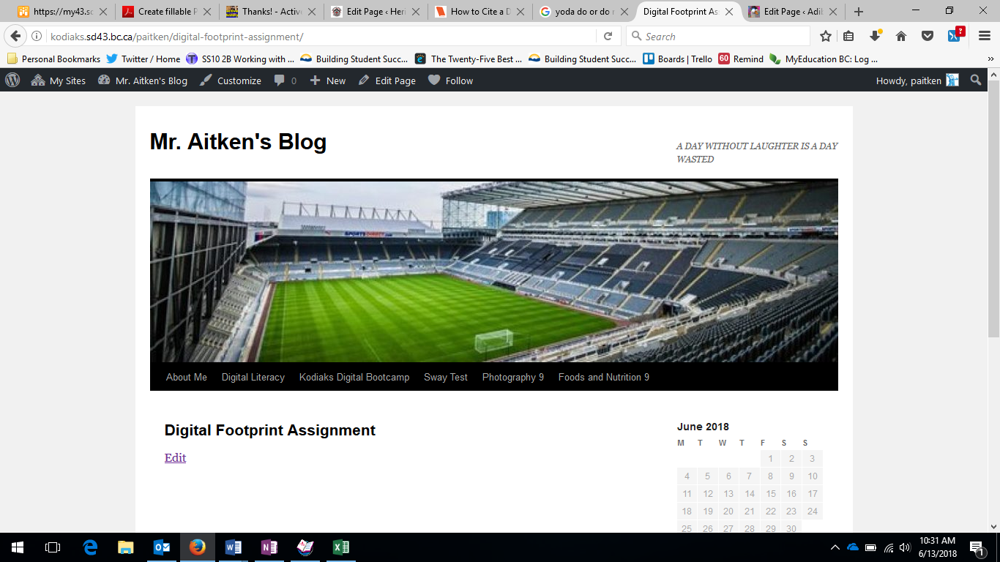 https://my43.sc
Create fillable P
Thanks! - Active
Edit Page ‹ Heri
How to Cite a D
yoda do or do n
Digital Footprint As
Edit Page ‹ Adil
kodiaks.sd43.bc.ca/paitken/digital-footprint-assignment/
Search
?
Personal Bookmarks
Twitter / Home
SS10 2B Working with ...
Building Student Succ...
The Twenty-Five Best ...
Building Student Succ...
Boards | Trello
60 Remind
MyEducation BC: Log ...
My Sites
Mr. Aitken's Blog
Customize
0
New
Edit Page
Follow
Howdy, paitken
Mr. Aitken's Blog
A DAY WITHOUT LAUGHTER IS A DAY
WASTED
SPORTS DIRECT
About Me
Digital Literacy
Kodiaks Digital Bootcamp
Sway Test
Photography 9
Foods and Nutrition 9
Digital Footprint Assignment
Edit
June 2018
M T W T F S S
1 2 3
4 5 6 7 8 9 10
11 12 13 14 15 16 17
18 19 20 21 22 23 24
25 26 27 28 29 30
10:31 AM
6/13/2018
1